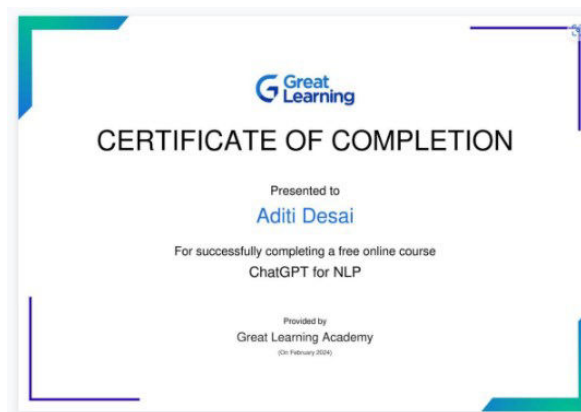 Great
Learning
CERTIFICATE OF COMPLETION
Presented to
Aditi Desai
For successfully completing a free online course
ChatGPT for NLP
Provided by
Great Learning Academy
(On February 2024)